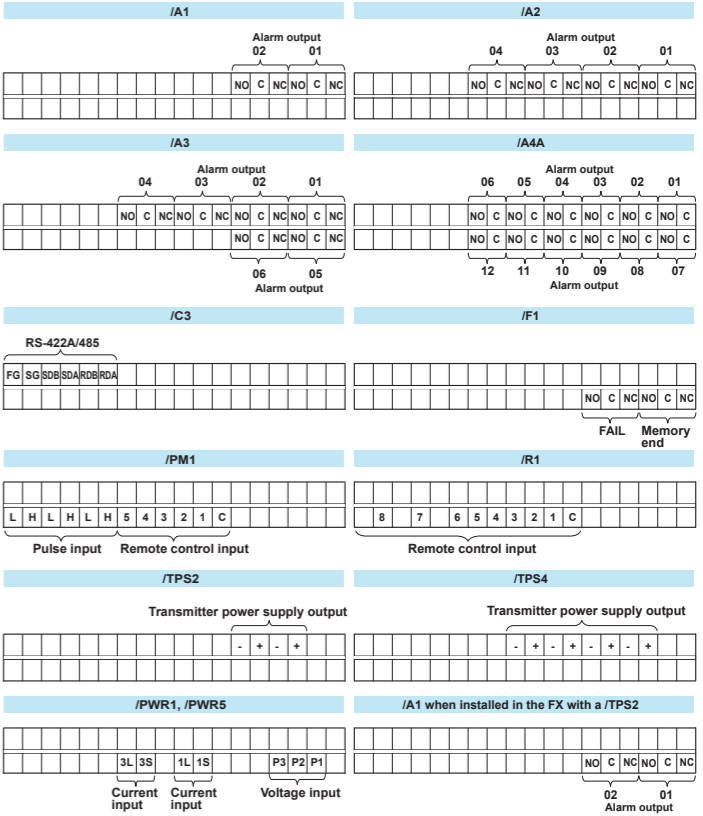 /A1
Alarm output
02 01
NO C NC NO C NC
/A2
Alarm output
04 03 02 01
NO C NC NO C NC NO C NC NO C NC
/A3
Alarm output
04 03 02 01
NO C NC NO C NC NO C NC NO C NC
NO C NC NO C NC
06 05
Alarm output
/A4A
Alarm output
06 05 04 03 02 01
NO C NO C NO C NO C NO C NO C
NO C NO C NO C NO C NO C NO C
12 11 10 09 08 07
Alarm output
/C3
RS-422A/485
FG SG SDB SDA RDB RDA
/F1
NO C NC NO C NC
FAIL Memory
end
/PM1
L H L H L H 5 4 3 2 1 C
Pulse input Remote control input
/R1
8 7 6 5 4 3 2 1 C
Remote control input
/TPS2
Transmitter power supply output
- + - +
/TPS4
Transmitter power supply output
- + - + - + - +
/PWR1, /PWR5
3L 3S 1L 1S P3 P2 P1
Current Current Voltage input
input input
/A1 when installed in the FX with a /TPS2
NO C NC NO C NC
02 01
Alarm output